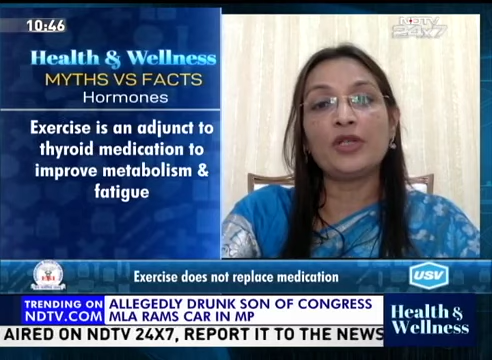 10:46
NDTV
24x7
Health & Wellness
MYTHS VS FACTS
Hormones
Exercise is an adjunct to
thyroid medication to
improve metabolism &
fatigue
Exercise does not replace medication
USV
TRENDING ON
NDTV.COM
ALLEGEDLY DRUNK SON OF CONGRESS
MLA RAMS CAR IN MP
Health &
Wellness
AIRED ON NDTV 24X7, REPORT IT TO THE NEWS